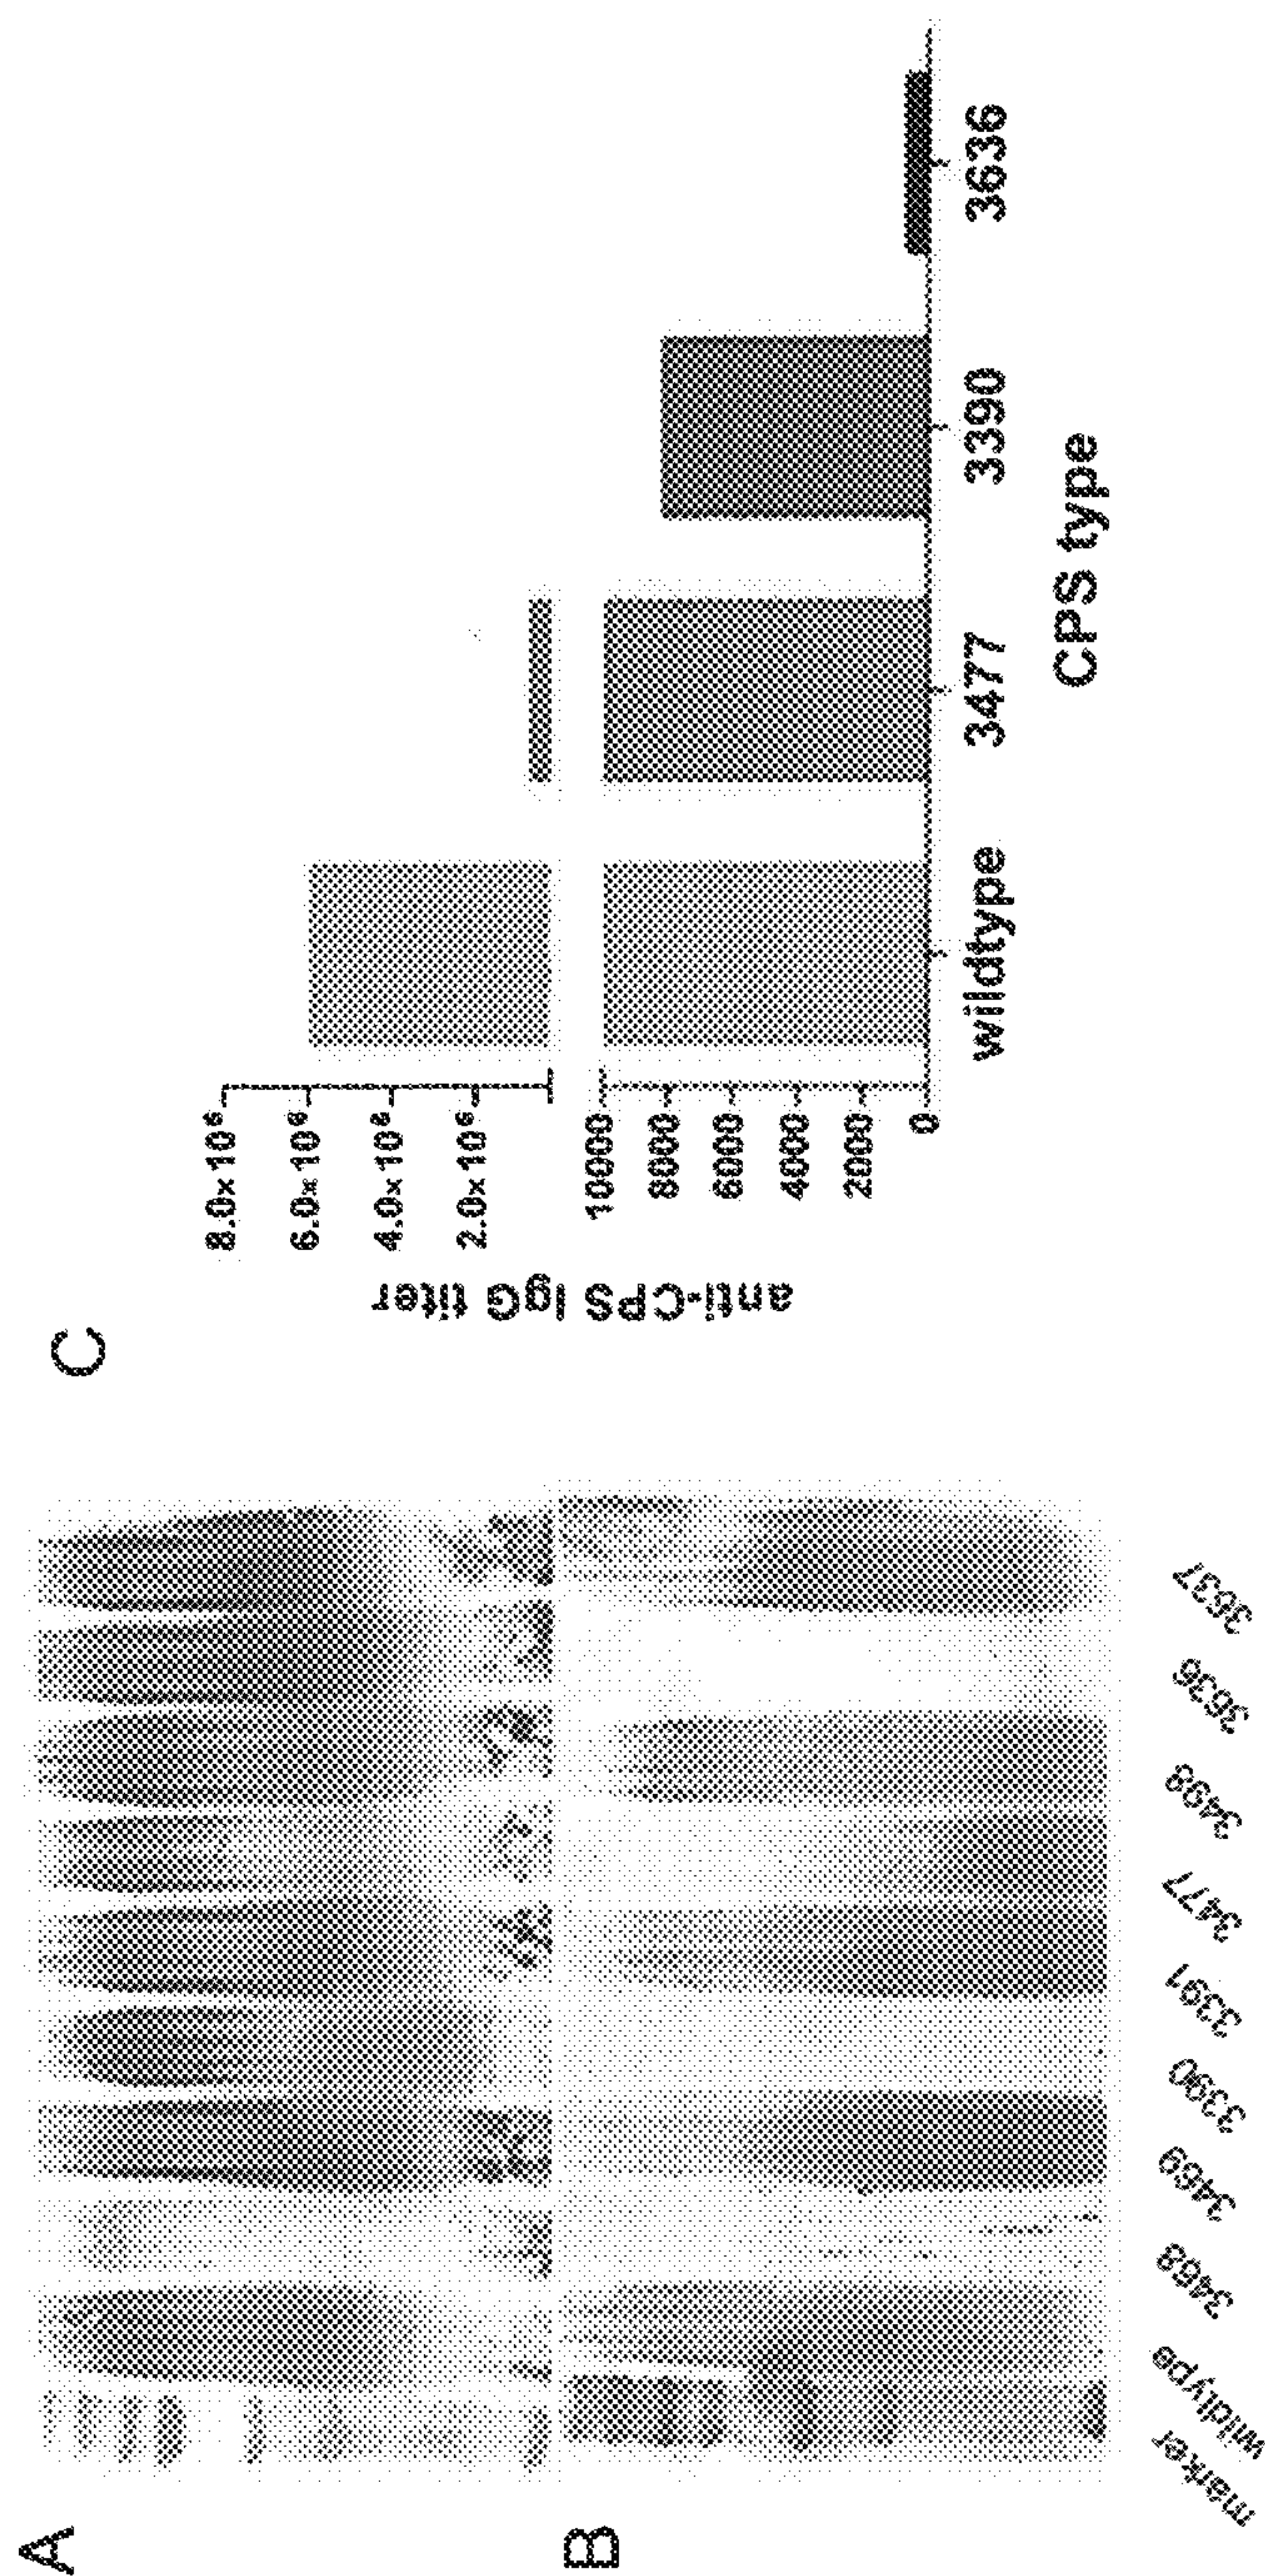 A
B
marker
wildtype
3468
3469
3390
3391
3477
3498
3636
3637
C
anti-CPS IgG titer
8.0×10⁶
6.0×10⁶
4.0×10⁶
2.0×10⁶
10000
8000
6000
4000
2000
0
wildtype
3477
3390
3636
CPS type